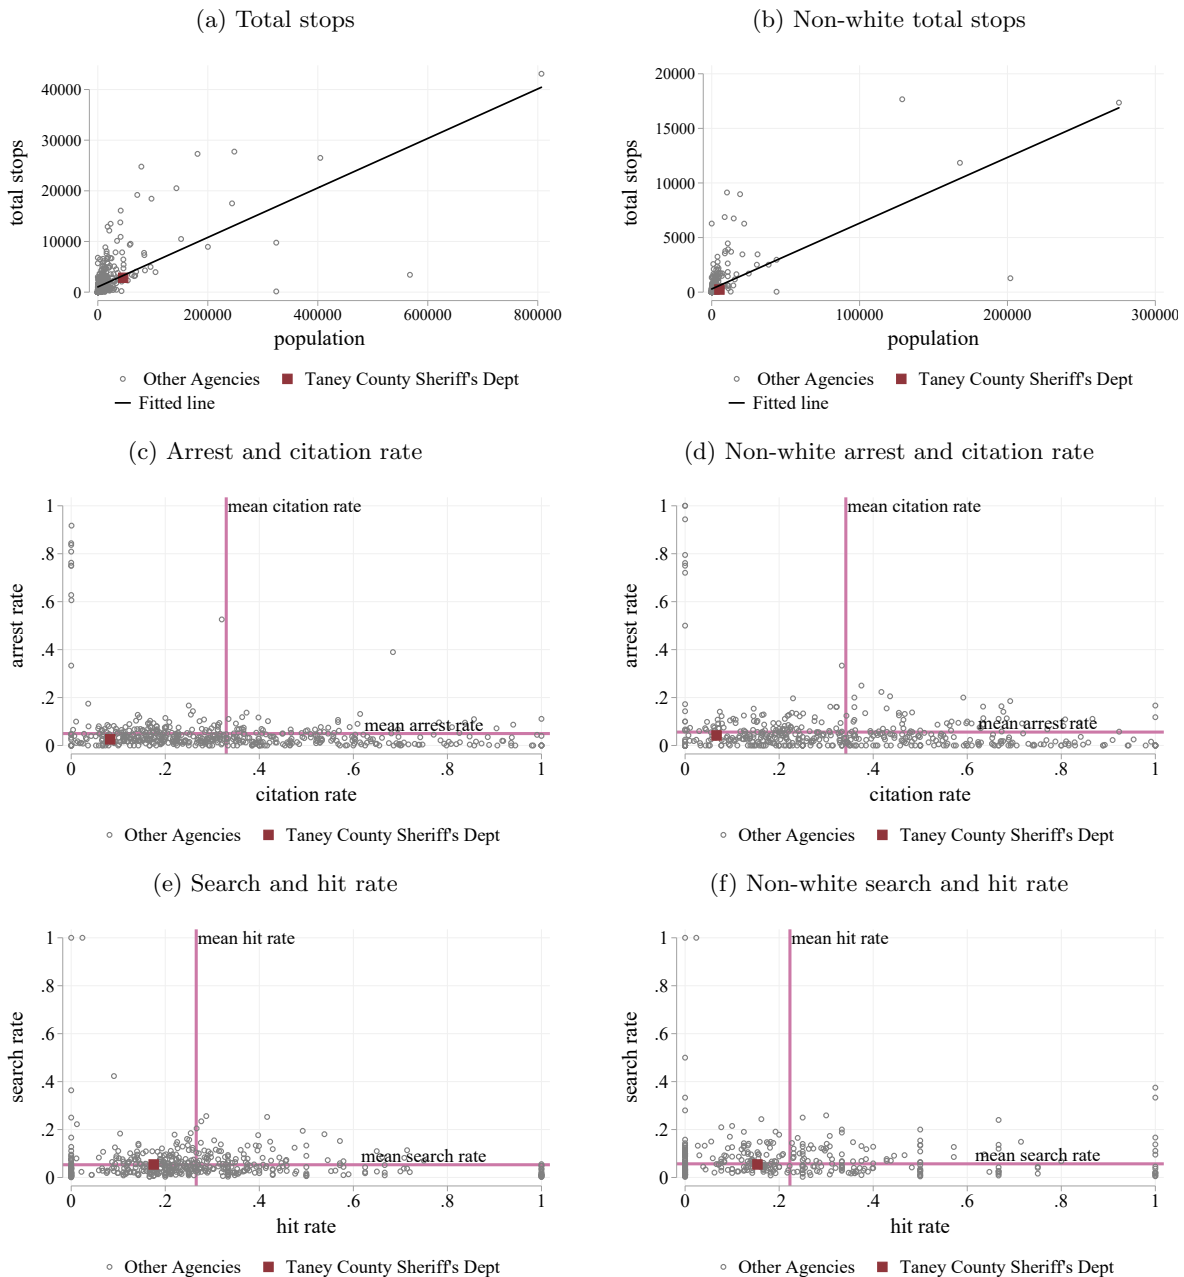 (a) Total stops
total stops
40000
30000
20000
10000
0
0 200000 400000 600000 800000
population
Other Agencies Taney County Sheriff's Dept
Fitted line
(b) Non-white total stops
total stops
20000
15000
10000
5000
0
0 100000 200000 300000
population
Other Agencies Taney County Sheriff's Dept
Fitted line
(c) Arrest and citation rate
arrest rate
mean citation rate
mean arrest rate
1
.8
.6
.4
.2
0
0 .2 .4 .6 .8 1
citation rate
Other Agencies Taney County Sheriff's Dept
(d) Non-white arrest and citation rate
arrest rate
mean citation rate
mean arrest rate
1
.8
.6
.4
.2
0
0 .2 .4 .6 .8 1
citation rate
Other Agencies Taney County Sheriff's Dept
(e) Search and hit rate
search rate
mean hit rate
mean search rate
1
.8
.6
.4
.2
0
0 .2 .4 .6 .8 1
hit rate
Other Agencies Taney County Sheriff's Dept
(f) Non-white search and hit rate
search rate
mean hit rate
mean search rate
1
.8
.6
.4
.2
0
0 .2 .4 .6 .8 1
hit rate
Other Agencies Taney County Sheriff's Dept